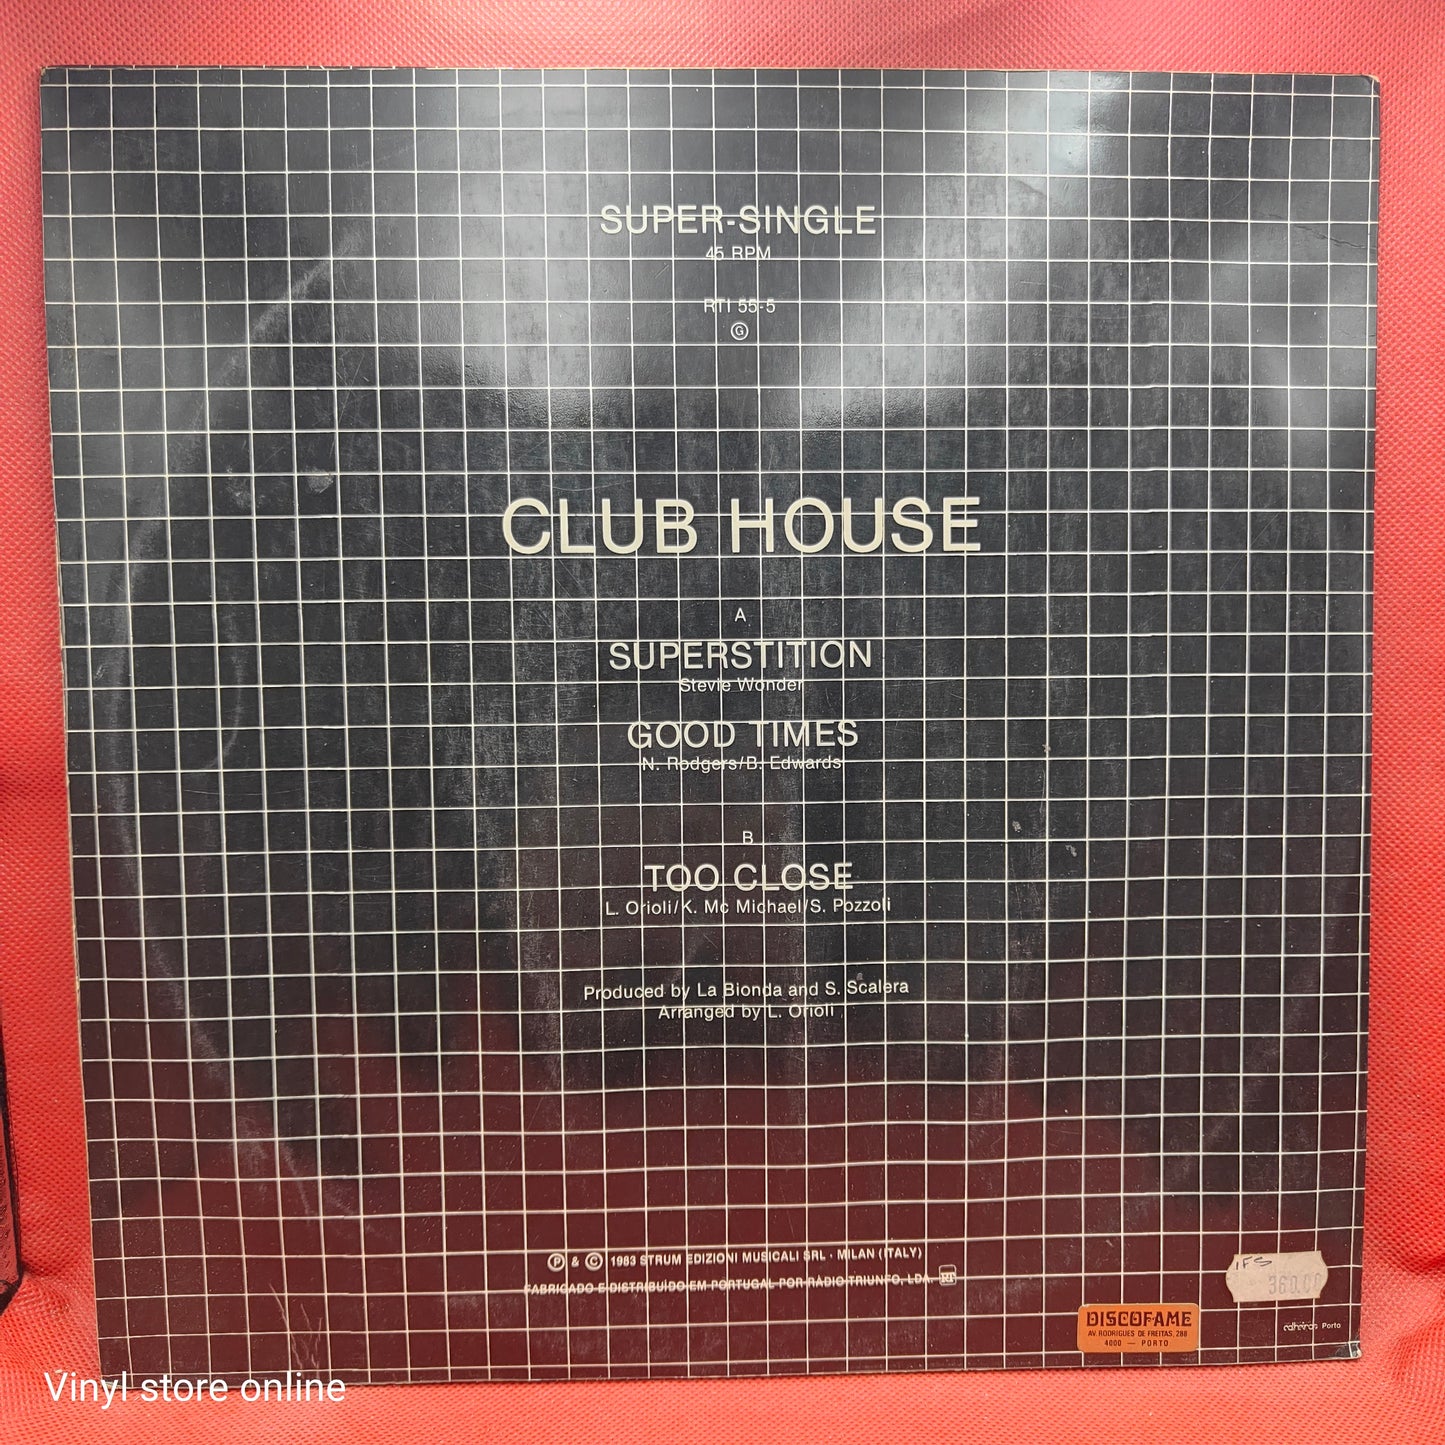 SUPER-SINGLE
45 RPM
RTI 55-5
G
CLUB HOUSE
A
SUPERSTITION
Stevie Wonder
GOOD TIMES
N. Rodgers/B. Edwards
B
TOO CLOSE
L. Orioli/K. Mc Michael/S. Pozzoli
Produced by La Bionda and S. Scalera
Arranged by L. Orioli
Ⓟ & © 1983 STRUM EDIZIONI MUSICALI SRL · MILAN (ITALY)
FABRICADO E DISTRIBUÍDO EM PORTUGAL POR RÁDIO TRIUNFO, LDA. RT
DISCOFAME
AV. RODRIGUES DE FREITAS, 288
4000 — PORTO
Porto
Vinyl store online